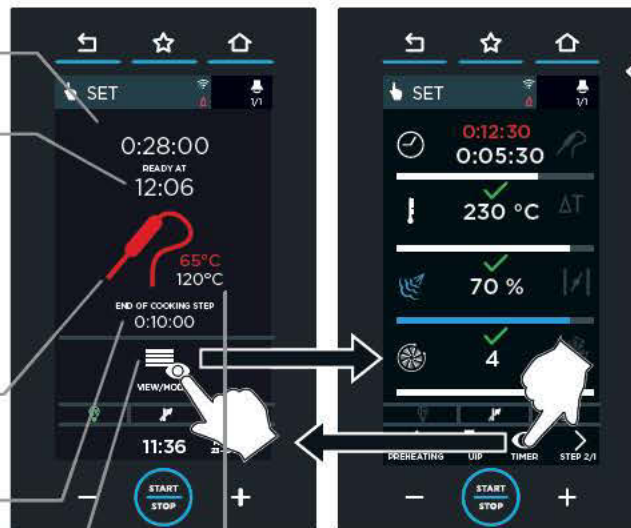 SET
1/1
0:28:00
READY AT
12:06
65°C
120°C
END OF COOKING STEP
0:10:00
VIEW/MOD
11:36
START
STOP
SET
1/1
0:12:30
0:05:30
ΔT
230 °C
70 %
4
PREHEATING
UIP
TIMER
STEP 2/
START
STOP